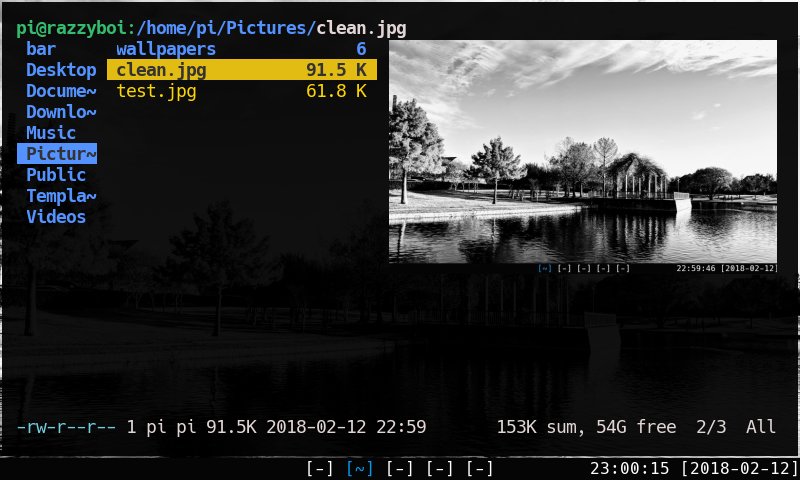 pi@razzyboi:/home/pi/Pictures/clean.jpg
bar wallpapers 6
Desktop clean.jpg 91.5 K
Docume~ test.jpg 61.8 K
Downlo~
Music
Pictur~
Public
Templa~
Videos
[~] [-] [-] [-] [-] 22:59:46 [2018-02-12]
-rw-r--r-- 1 pi pi 91.5K 2018-02-12 22:59 153K sum, 54G free 2/3 All
[-] [~] [-] [-] [-] 23:00:15 [2018-02-12]